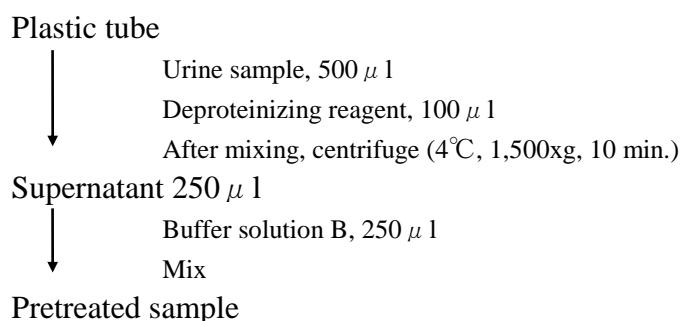 Plastic tube
Urine sample, 500 μ l
Deproteinizing reagent, 100 μ l
After mixing, centrifuge (4℃, 1,500xg, 10 min.)
Supernatant 250 μ l
Buffer solution B, 250 μ l
Mix
Pretreated sample